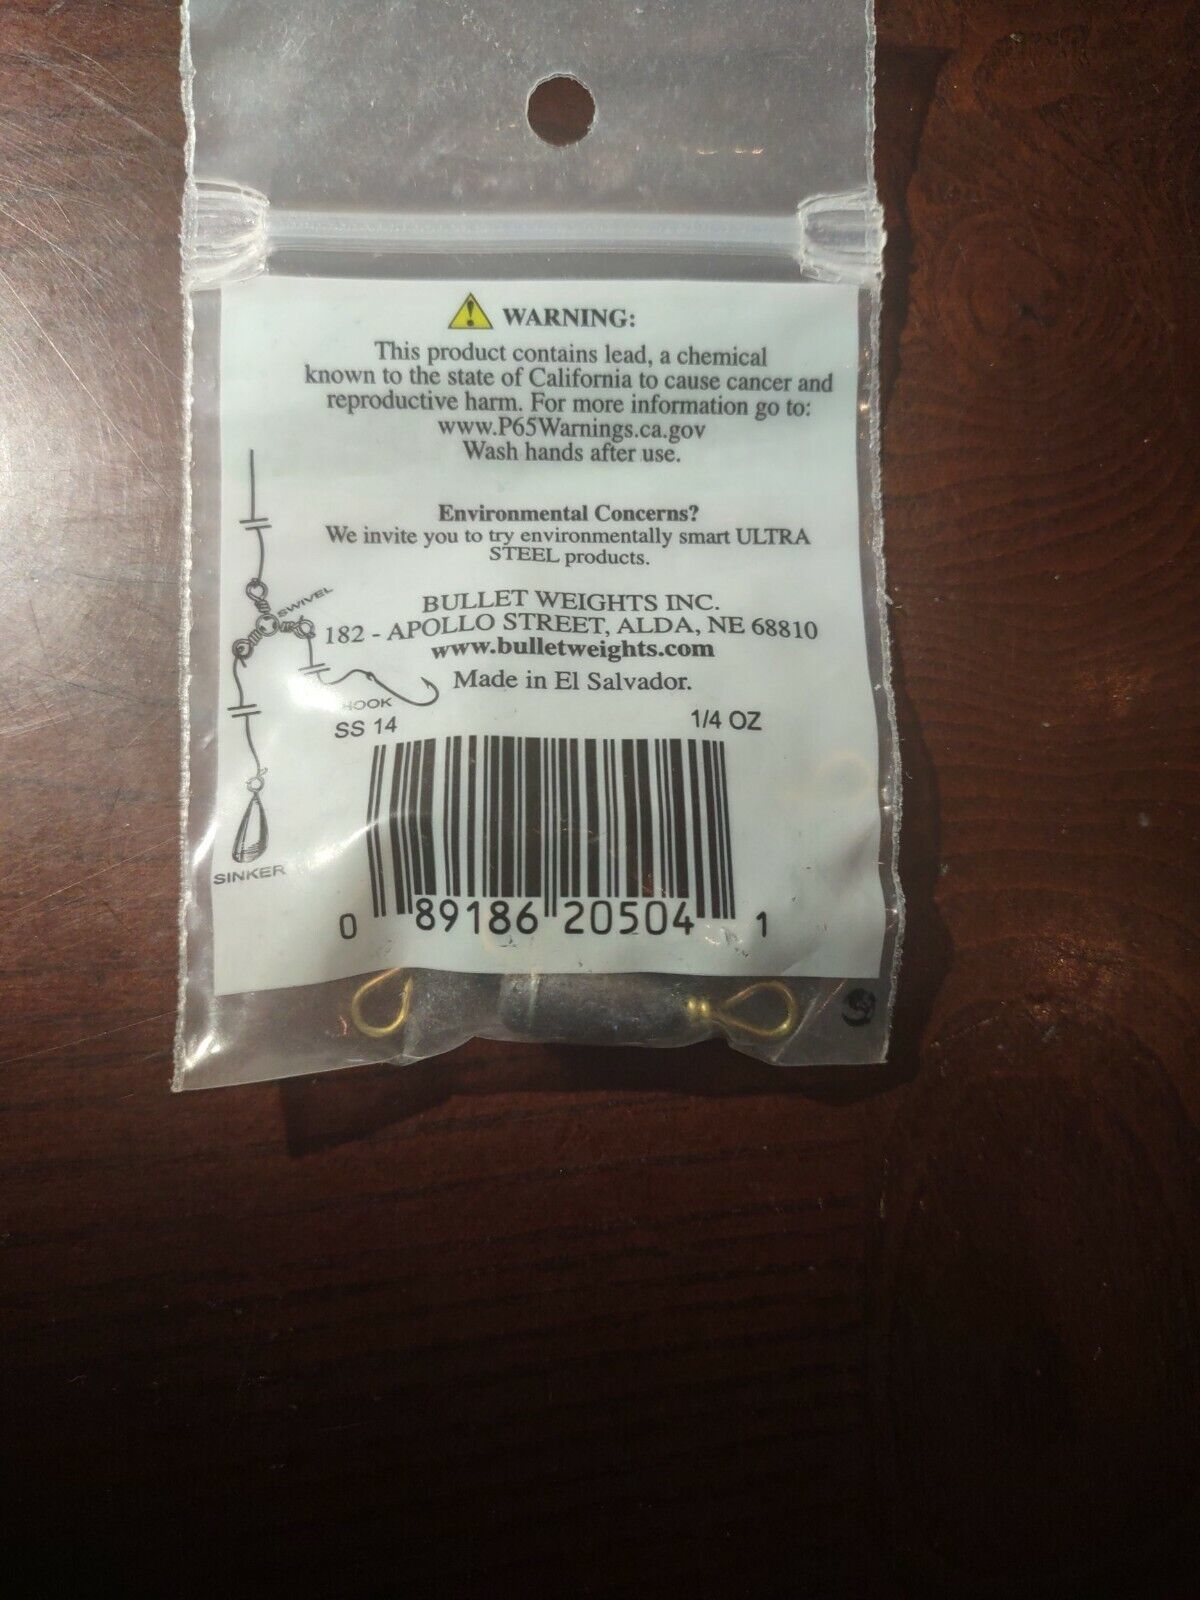 WARNING:
This product contains lead, a chemical
known to the state of California to cause cancer and
reproductive harm. For more information go to:
www.P65Warnings.ca.gov
Wash hands after use.
Environmental Concerns?
We invite you to try environmentally smart ULTRA
STEEL products.
SWIVEL
BULLET WEIGHTS INC.
182 - APOLLO STREET, ALDA, NE 68810
www.bulletweights.com
Made in El Salvador.
HOOK
SS 14 1/4 OZ
SINKER
0 89186 20504 1